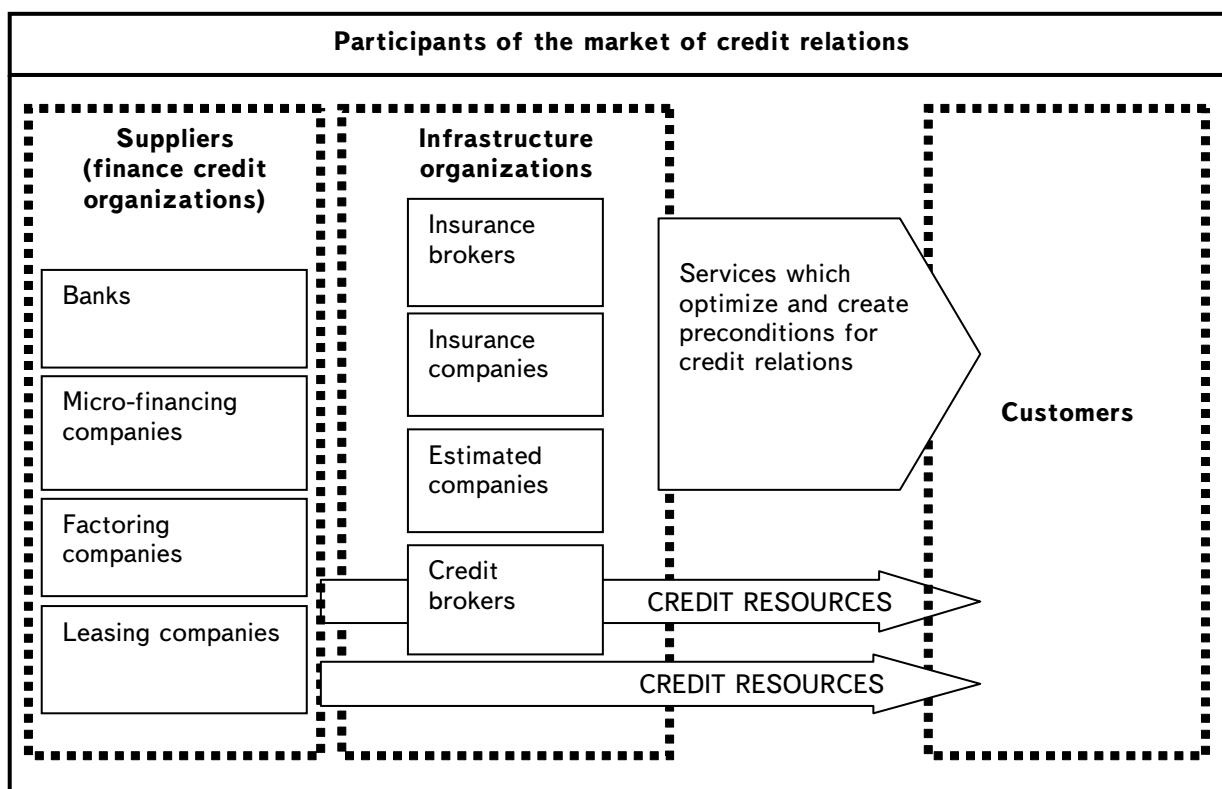 Participants of the market of credit relations
Suppliers
(finance credit
organizations)
Banks
Micro-financing
companies
Factoring
companies
Leasing companies
Infrastructure
organizations
Insurance
brokers
Insurance
companies
Estimated
companies
Credit
brokers
Services which
optimize and create
preconditions for
credit relations
CREDIT RESOURCES
CREDIT RESOURCES
Customers